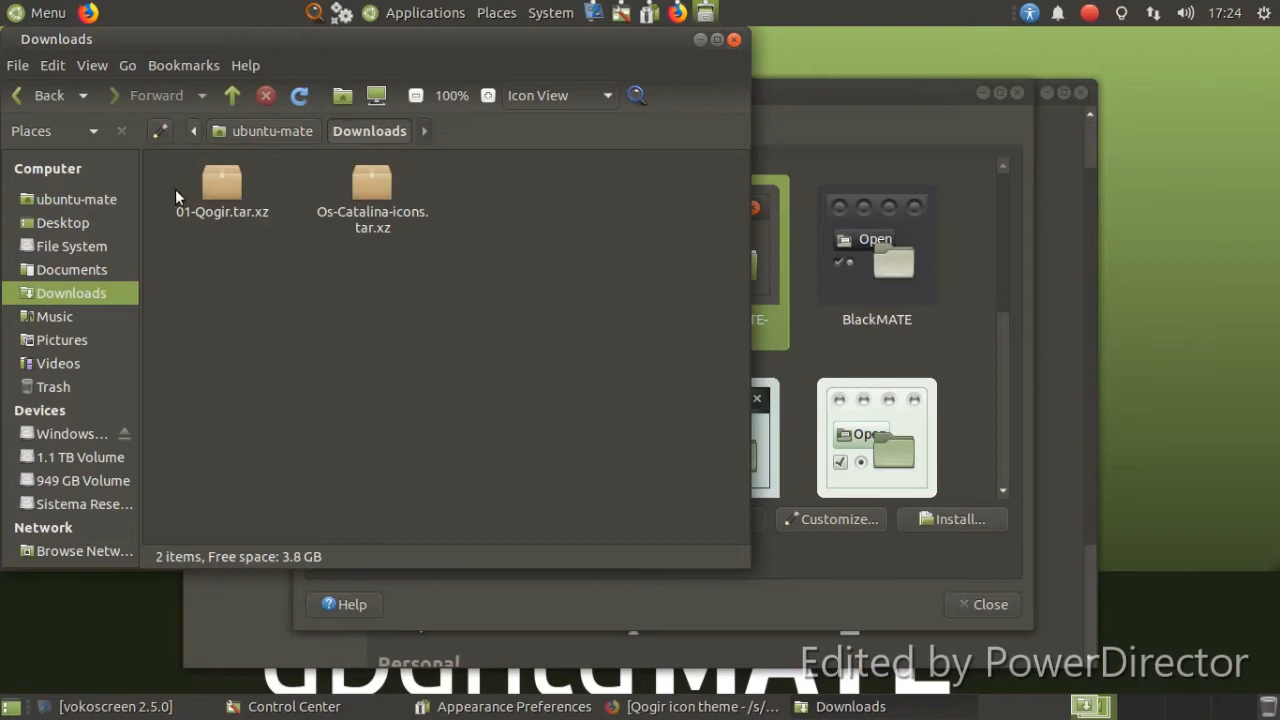 Menu Applications Places System 17:24
Downloads
File Edit View Go Bookmarks Help
Back Forward 100% Icon View
Places ubuntu-mate Downloads
Computer
ubuntu-mate
Desktop
File System
Documents
Downloads
Music
Pictures
Videos
Trash
Devices
Windows...
1.1 TB Volume
949 GB Volume
Sistema Rese...
Network
Browse Netw...
01-Qogir.tar.xz
Os-Catalina-icons.
tar.xz
2 items, Free space: 3.8 GB
Open
TE-
BlackMATE
Open
Customize... Install...
Help Close
Personal
ubuntu MATE
Edited by PowerDirector
[vokoscreen 2.5.0] Control Center Appearance Preferences [Qogir icon theme - /s/... Downloads